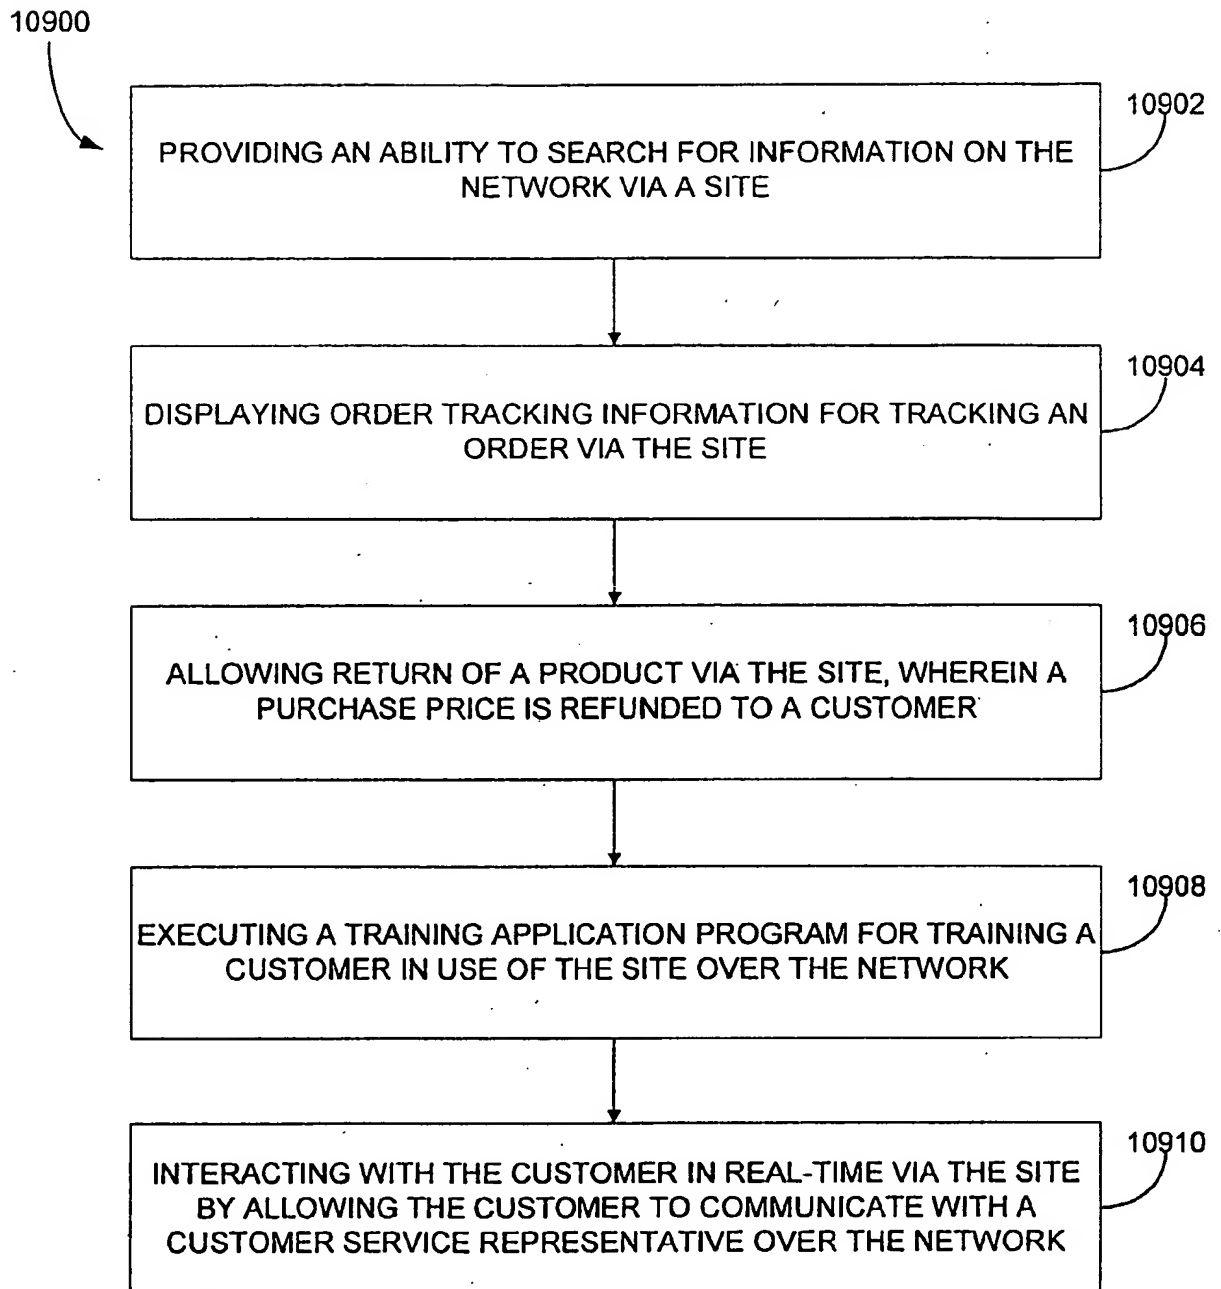 10900
10902
PROVIDING AN ABILITY TO SEARCH FOR INFORMATION ON THE
NETWORK VIA A SITE
10904
DISPLAYING ORDER TRACKING INFORMATION FOR TRACKING AN
ORDER VIA THE SITE
10906
ALLOWING RETURN OF A PRODUCT VIA THE SITE, WHEREIN A
PURCHASE PRICE IS REFUNDED TO A CUSTOMER
10908
EXECUTING A TRAINING APPLICATION PROGRAM FOR TRAINING A
CUSTOMER IN USE OF THE SITE OVER THE NETWORK
10910
INTERACTING WITH THE CUSTOMER IN REAL-TIME VIA THE SITE
BY ALLOWING THE CUSTOMER TO COMMUNICATE WITH A
CUSTOMER SERVICE REPRESENTATIVE OVER THE NETWORK